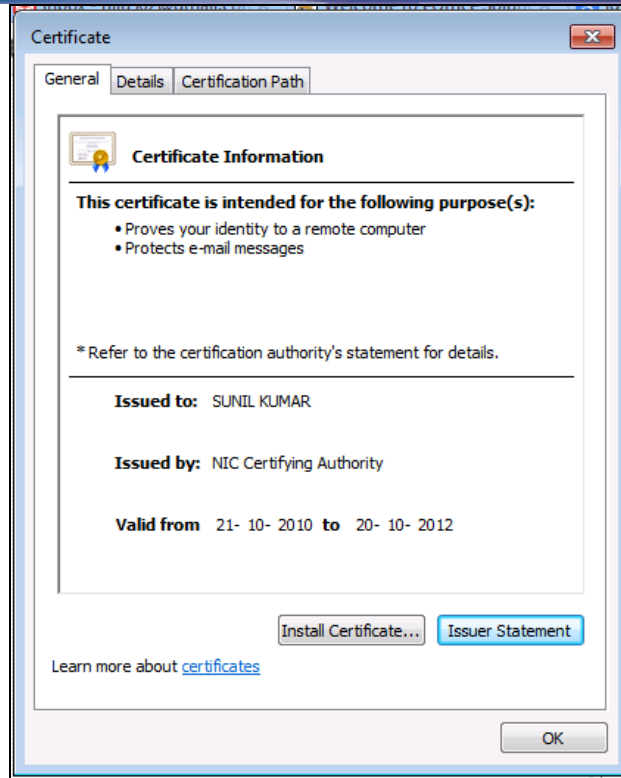 Certificate
General Details Certification Path
Certificate Information
This certificate is intended for the following purpose(s):
• Proves your identity to a remote computer
• Protects e-mail messages
* Refer to the certification authority's statement for details.
Issued to: SUNIL KUMAR
Issued by: NIC Certifying Authority
Valid from 21- 10- 2010 to 20- 10- 2012
Install Certificate... Issuer Statement
Learn more about certificates
OK